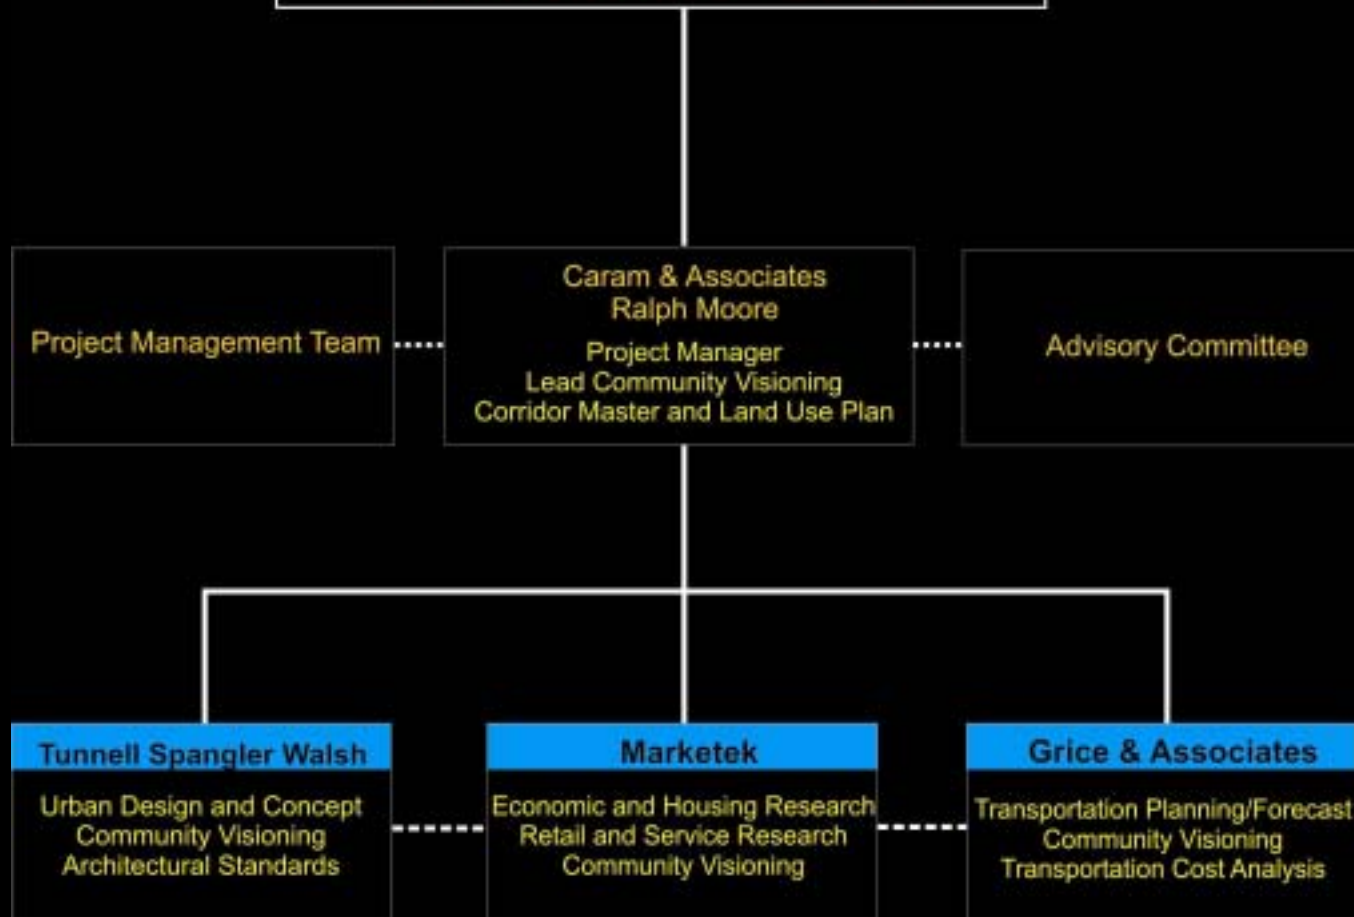 Project Management Team
Caram & Associates
Ralph Moore
Project Manager
Lead Community Visioning
Corridor Master and Land Use Plan
Advisory Committee
Tunnell Spangler Walsh
Urban Design and Concept
Community Visioning
Architectural Standards
Marketek
Economic and Housing Research
Retail and Service Research
Community Visioning
Grice & Associates
Transportation Planning/Forecast
Community Visioning
Transportation Cost Analysis